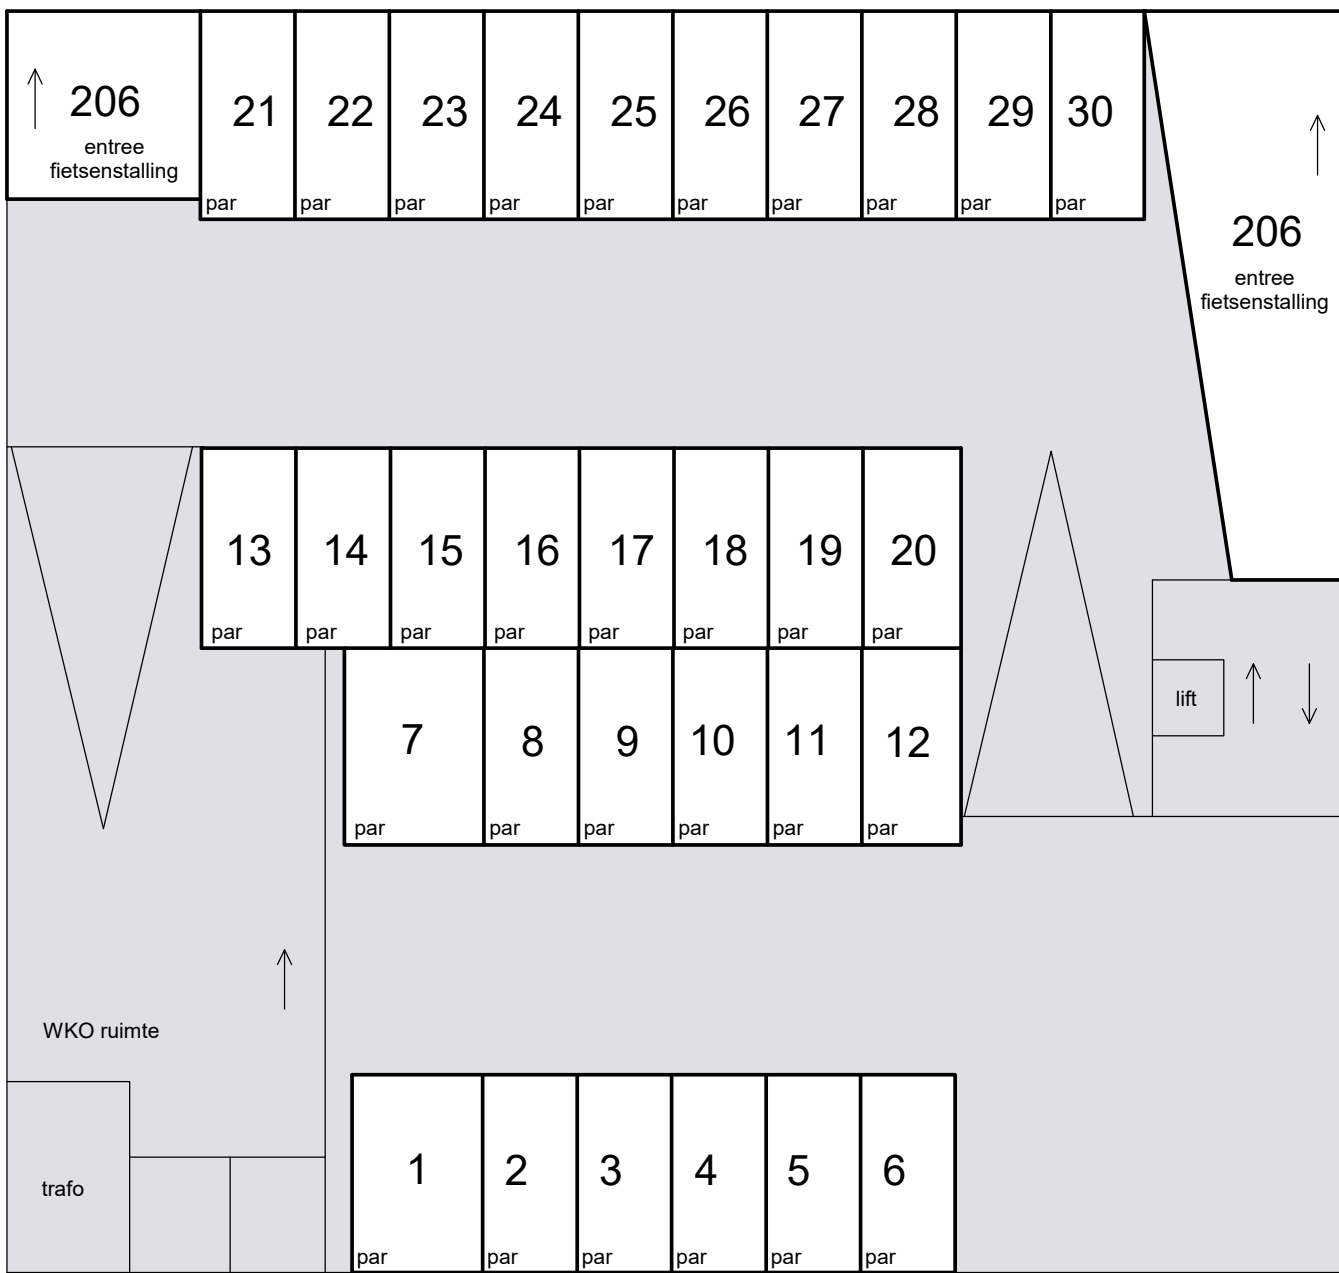 206
entree
fietsenstalling
21
22
23
24
25
26
27
28
29
30
par
par
par
par
par
par
par
par
par
par
206
entree
fietsenstalling
13
14
15
16
17
18
19
20
par
par
par
par
par
par
par
par
7
8
9
10
11
12
par
par
par
par
par
par
lift
WKO ruimte
trafo
1
2
3
4
5
6
par
par
par
par
par
par